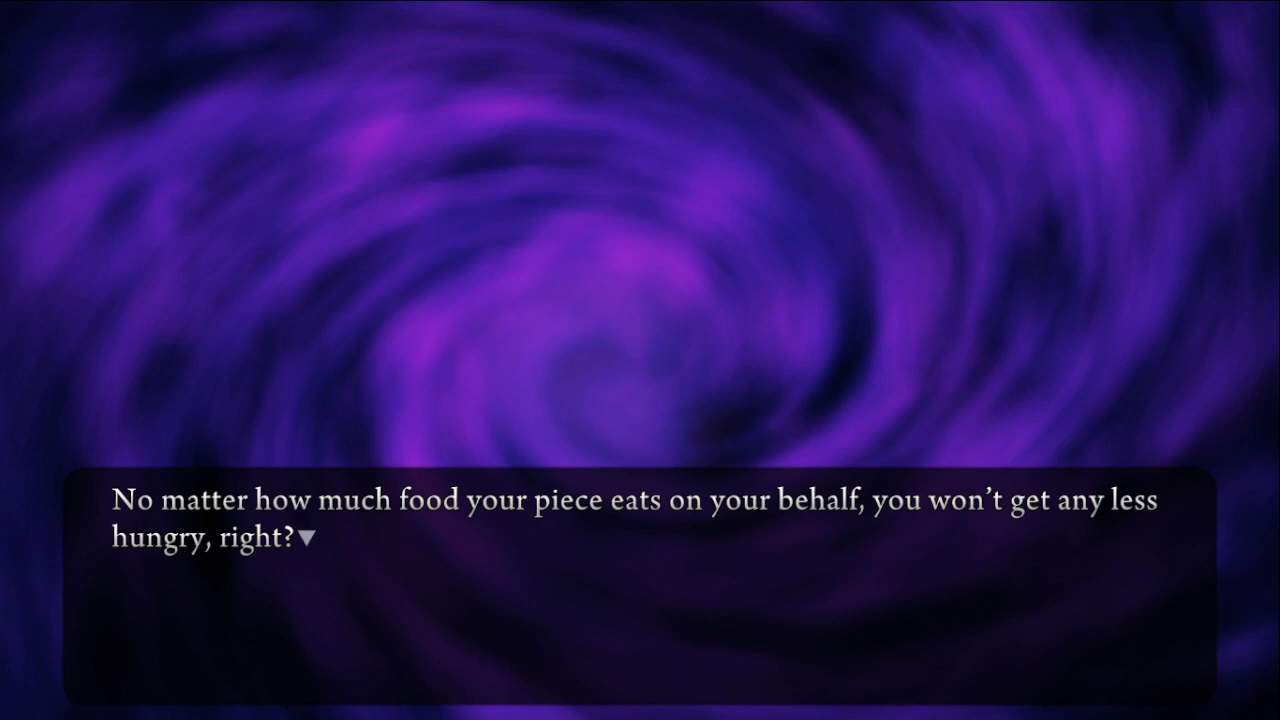 No matter how much food your piece eats on your behalf, you won’t get any less
hungry, right?